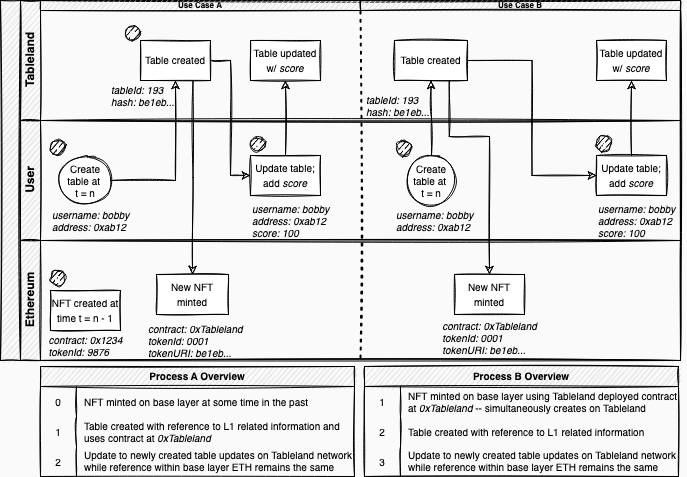 Use Case A
Use Case B
Tableland
Table created
tableId: 193
hash: be1eb...
Table updated
w/ score
Table created
tableId: 193
hash: be1eb...
Table updated
w/ score
User
Create
table at
t = n
username: bobby
address: 0xab12
Update table;
add score
username: bobby
address: 0xab12
score: 100
Create
table at
t = n
username: bobby
address: 0xab12
Update table;
add score
username: bobby
address: 0xab12
score: 100
Ethereum
NFT created at
time t = n - 1
contract: 0x1234
tokenId: 9876
New NFT
minted
contract: 0xTableland
tokenId: 0001
tokenURI: be1eb...
New NFT
minted
contract: 0xTableland
tokenId: 0001
tokenURI: be1eb...
Process A Overview
0
NFT minted on base layer at some time in the past
1
Table created with reference to L1 related information and
uses contract at 0xTableland
2
Update to newly created table updates on Tableland network
while reference within base layer ETH remains the same
Process B Overview
1
NFT minted on base layer using Tableland deployed contract
at 0xTableland -- simultaneously creates on Tableland
2
Table created with reference to L1 related information
3
Update to newly created table updates on Tableland network
while reference within base layer ETH remains the same